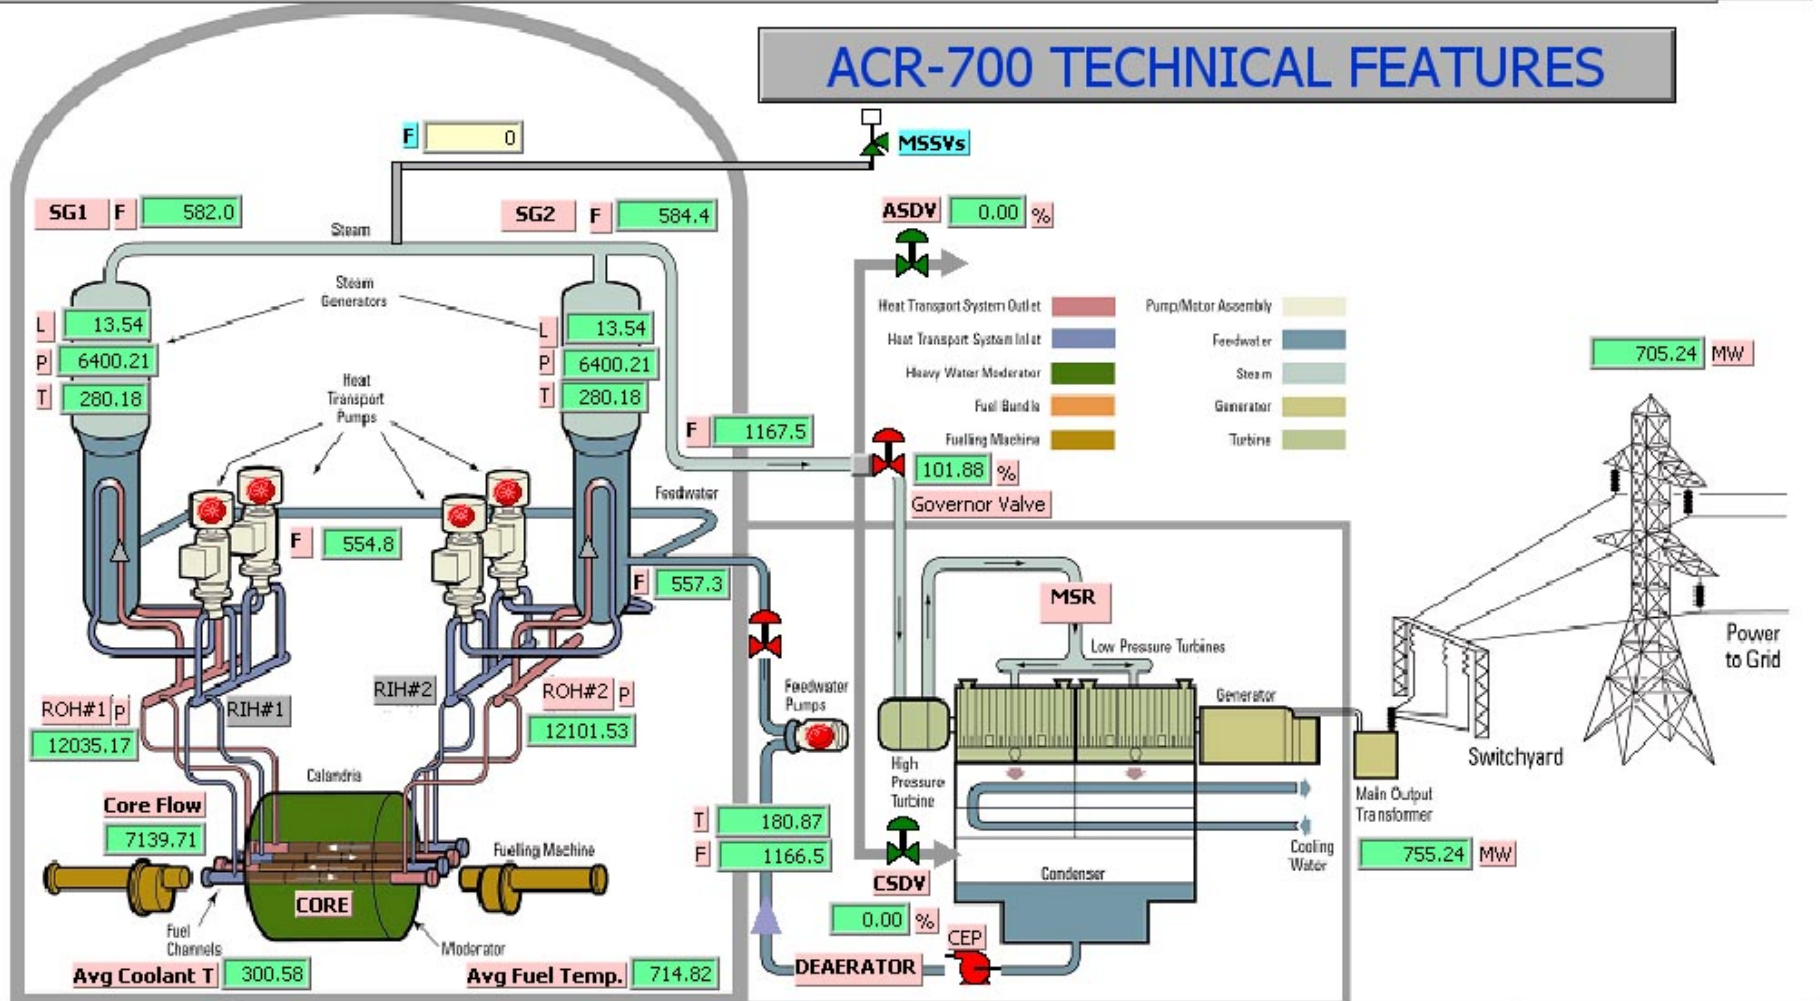 ACR-700 TECHNICAL FEATURES
F 0
MSSVs
SG1 F 582.0
SG2 F 584.4
ASDV 0.00 %
Steam
Steam
Generators
L 13.54
P 6400.21
T 280.18
L 13.54
P 6400.21
T 280.18
Heat
Transport
Pumps
Heat Transport System Outlet
Heat Transport System Inlet
Heavy Water Moderator
Fuel Bundle
Fuelling Machine
Pump/Motor Assembly
Feedwater
Steam
Generator
Turbine
705.24 MW
F 1167.5
101.88 %
Governor Valve
Feedwater
F 554.8
F 557.3
MSR
Low Pressure Turbines
Power
to Grid
ROH#1 P
12035.17
RIH#1
RIH#2
ROH#2 P
12101.53
Feedwater
Pumps
Generator
Switchyard
High
Pressure
Turbine
Main Output
Transformer
Calandria
Core Flow
7139.71
T 180.87
F 1166.5
Cooling
Water
755.24 MW
Fuelling Machine
CORE
CSDV
0.00 %
Condenser
Fuel
Channels
Moderator
CEP
DEAERATOR
Avg Coolant T 300.58
Avg Fuel Temp. 714.82